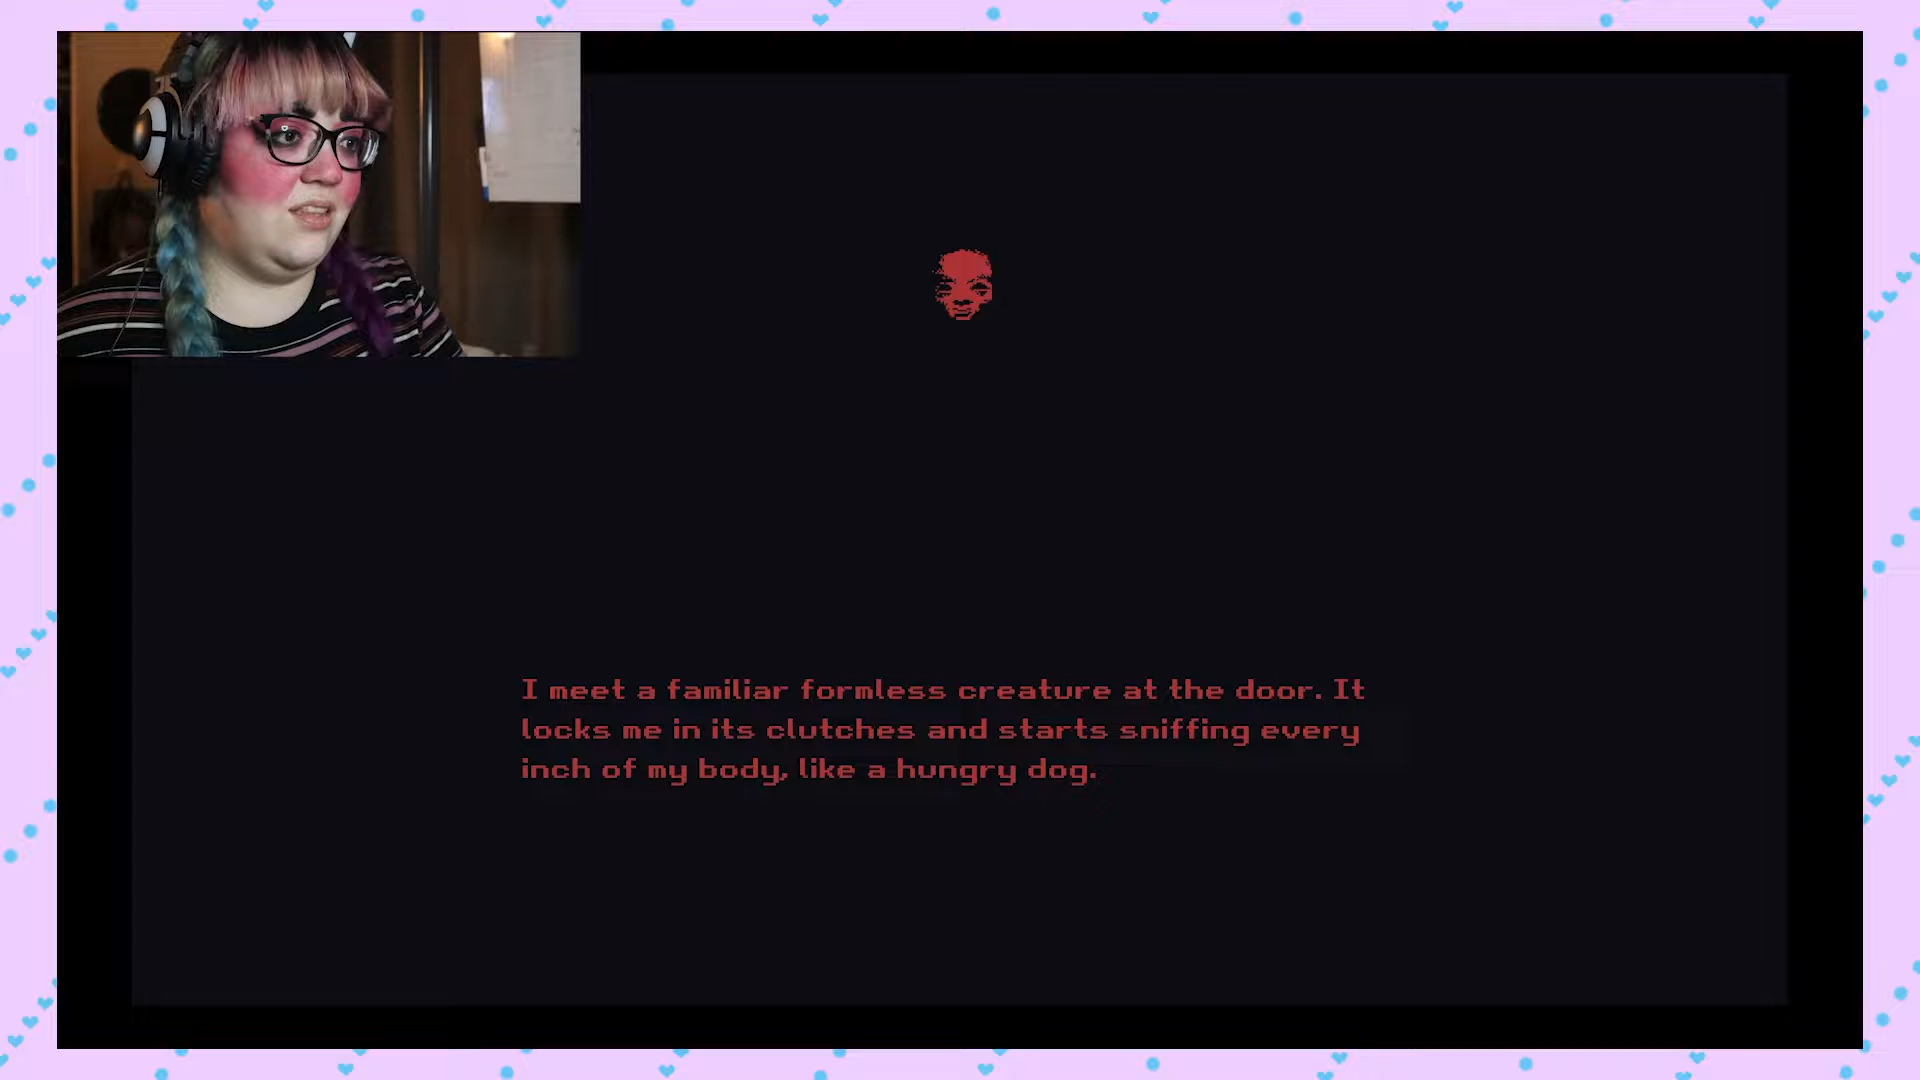 I meet a familiar formless creature at the door. It
locks me in its clutches and starts sniffing every
inch of my body, like a hungry dog.